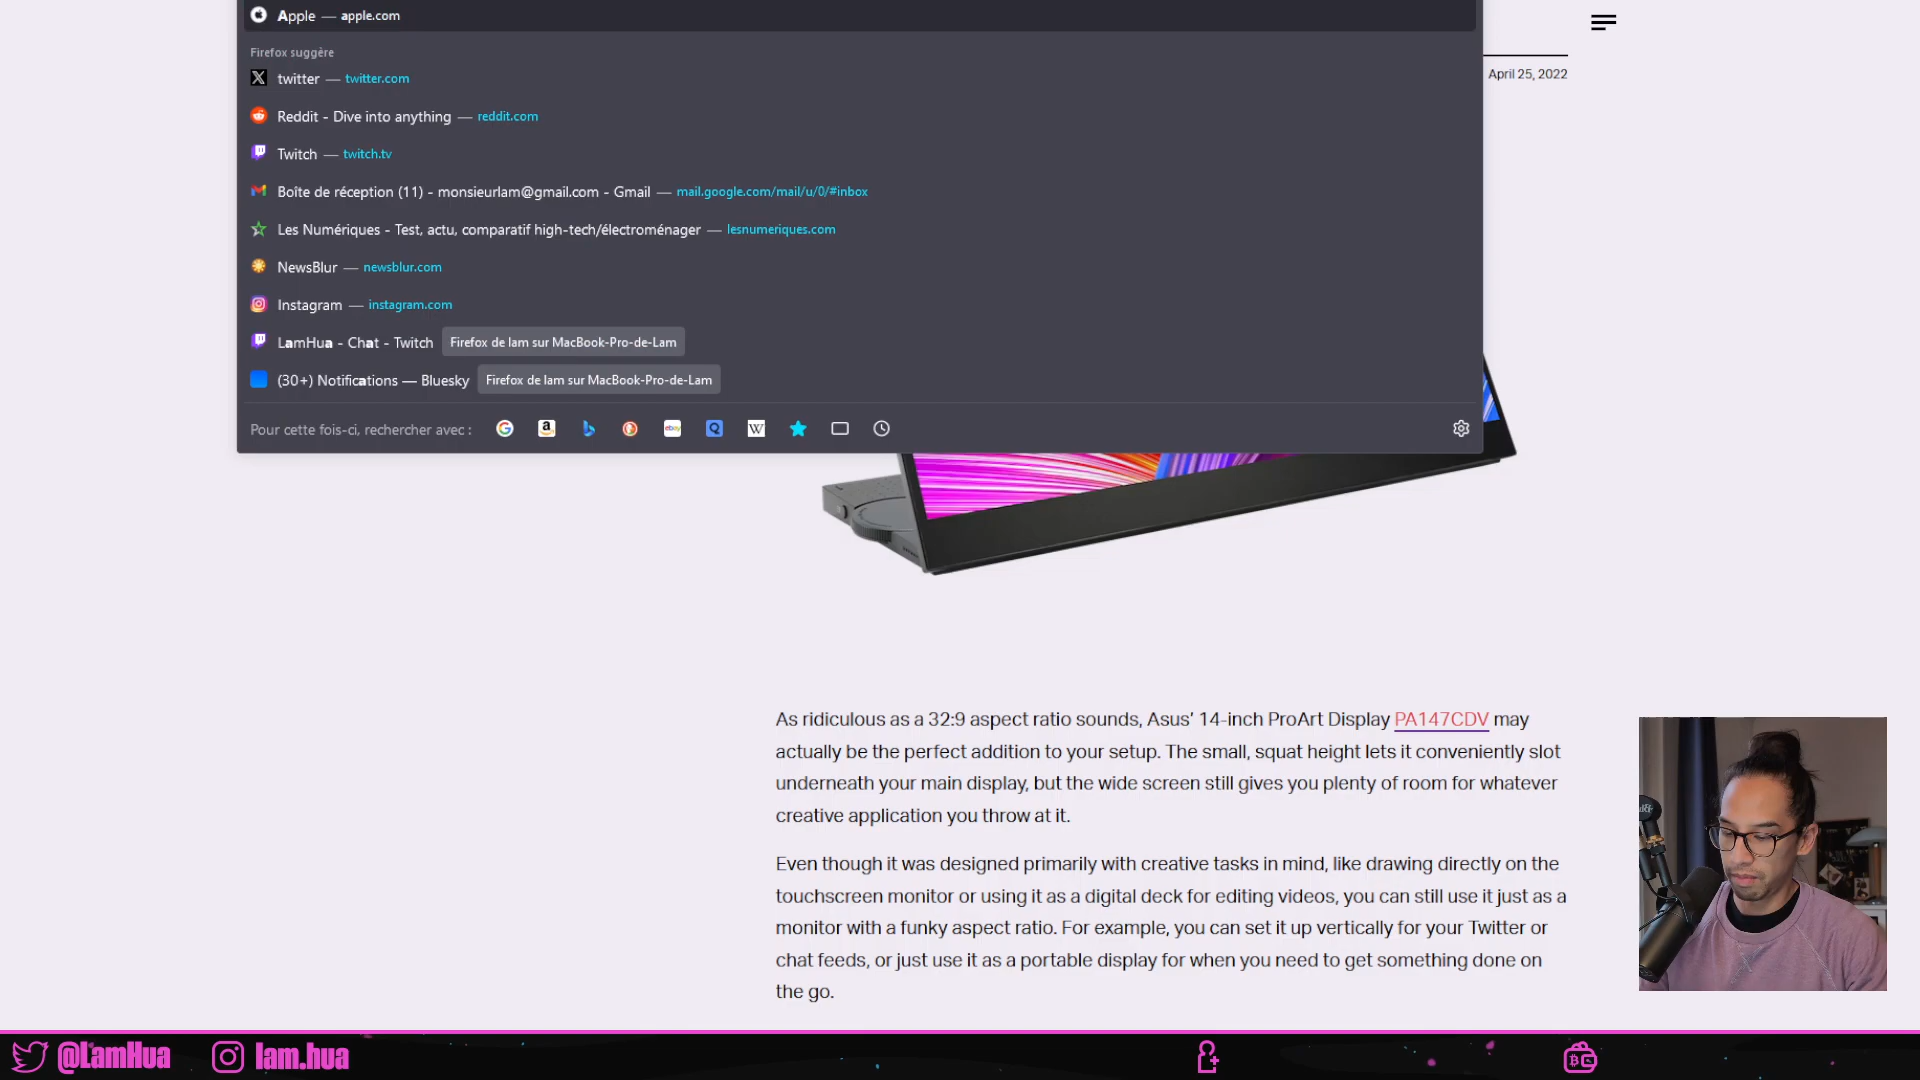 Apple — apple.com
Firefox suggère
twitter — twitter.com
Reddit - Dive into anything — reddit.com
Twitch — twitch.tv
Boîte de réception (11) - monsieurlam@gmail.com - Gmail — mail.google.com/mail/u/0/#inbox
Les Numériques - Test, actu, comparatif high-tech/électroménager — lesnumeriques.com
NewsBlur — newsblur.com
Instagram — instagram.com
LamHua - Chat - Twitch Firefox de lam sur MacBook-Pro-de-Lam
(30+) Notifications — Bluesky Firefox de lam sur MacBook-Pro-de-Lam
Pour cette fois-ci, rechercher avec :
April 25, 2022
As ridiculous as a 32:9 aspect ratio sounds, Asus’ 14-inch ProArt Display PA147CDV may
actually be the perfect addition to your setup. The small, squat height lets it conveniently slot
underneath your main display, but the wide screen still gives you plenty of room for whatever
creative application you throw at it.
Even though it was designed primarily with creative tasks in mind, like drawing directly on the
touchscreen monitor or using it as a digital deck for editing videos, you can still use it just as a
monitor with a funky aspect ratio. For example, you can set it up vertically for your Twitter or
chat feeds, or just use it as a portable display for when you need to get something done on
the go.
@LamHua
lam.hua